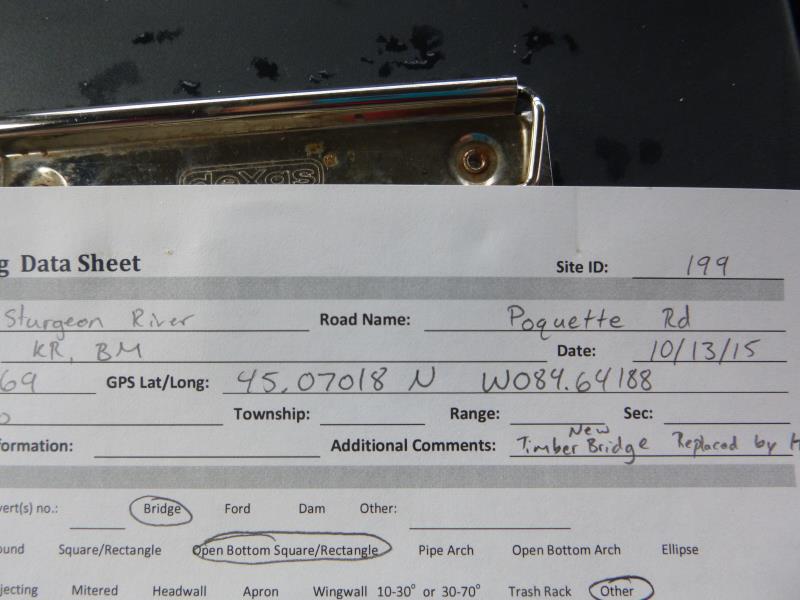 dexas
g Data Sheet
Site ID: 199
Sturgeon River Road Name: Poquette Rd
KR, BM Date: 10/13/15
69 GPS Lat/Long: 45.07018 N W084.64188
Township: Range: Sec:
formation: Additional Comments: New Timber Bridge Replaced by
vert(s) no.: Bridge Ford Dam Other:
ound Square/Rectangle Open Bottom Square/Rectangle Pipe Arch Open Bottom Arch Ellipse
jecting Mitered Headwall Apron Wingwall 10-30° or 30-70° Trash Rack Other